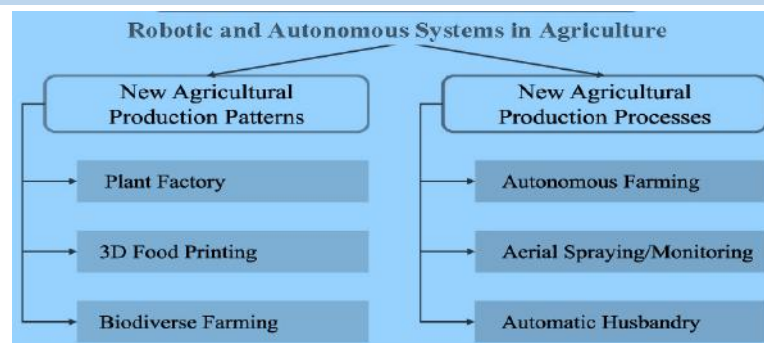 Robotic and Autonomous Systems in Agriculture
New Agricultural
Production Patterns
Plant Factory
3D Food Printing
Biodiverse Farming
New Agricultural
Production Processes
Autonomous Farming
Aerial Spraying/Monitoring
Automatic Husbandry